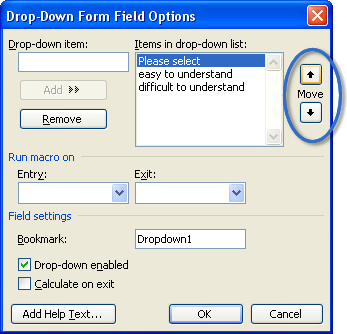 Drop-Down Form Field Options
Drop-down item:
Items in drop-down list:
Please select
easy to understand
difficult to understand
Add
Move
Remove
Run macro on
Entry:
Exit:
Field settings
Bookmark:
Dropdown1
Drop-down enabled
Calculate on exit
Add Help Text...
OK
Cancel